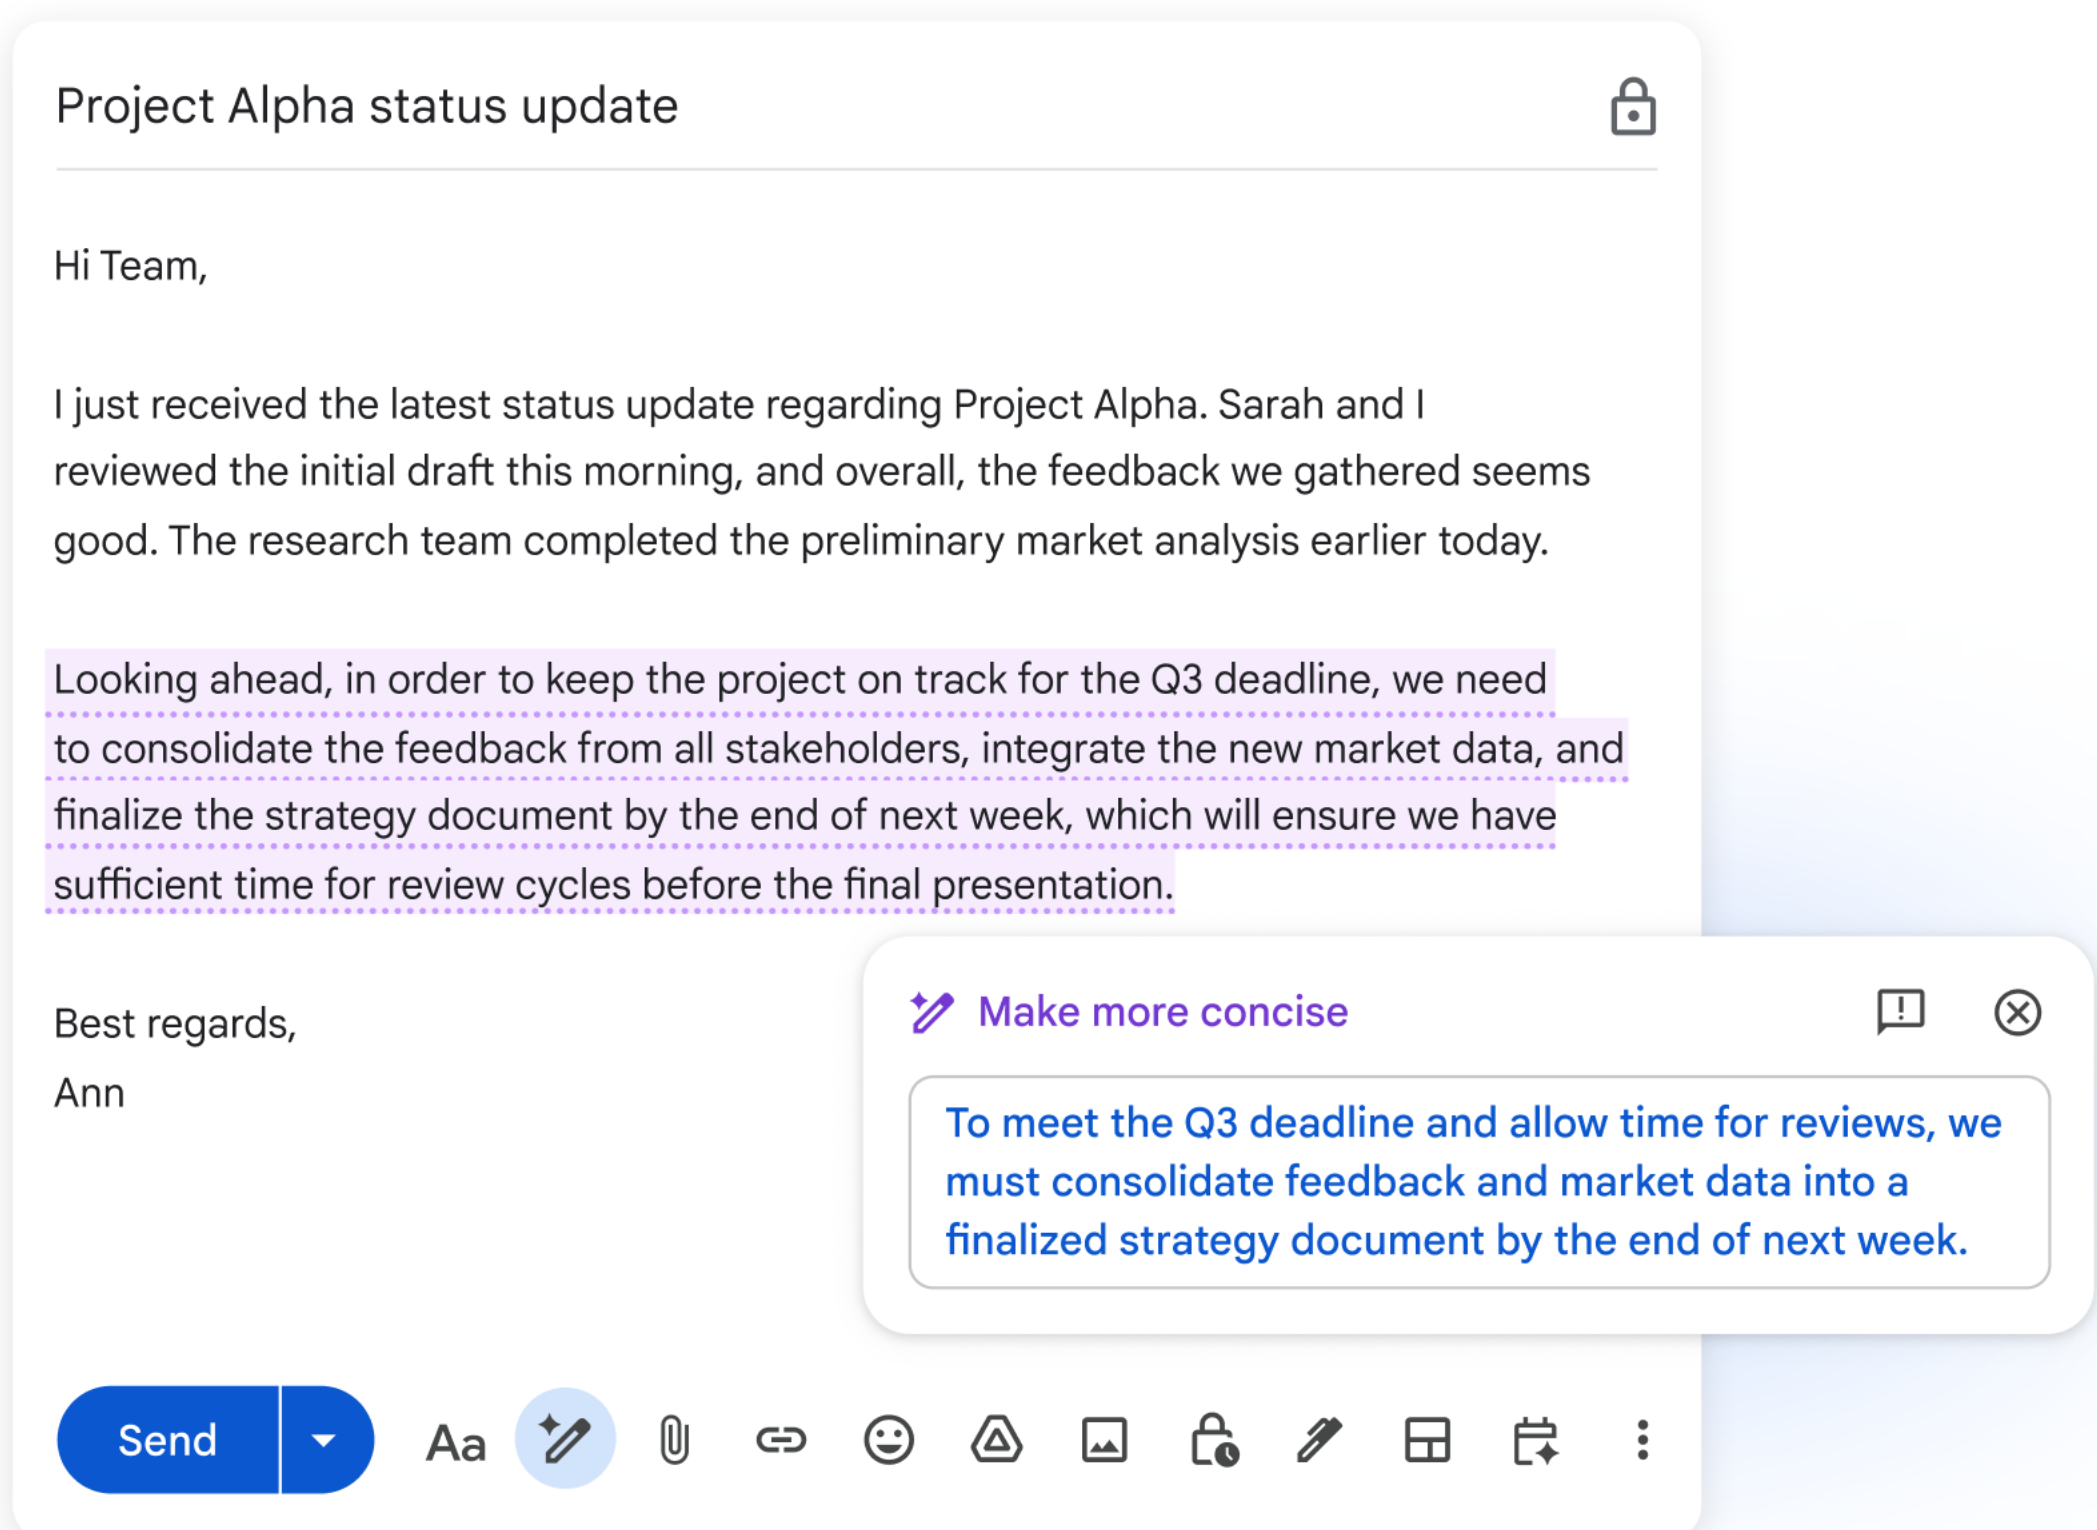 Project Alpha status update
Hi Team,
I just received the latest status update regarding Project Alpha. Sarah and I
reviewed the initial draft this morning, and overall, the feedback we gathered seems
good. The research team completed the preliminary market analysis earlier today.
Looking ahead, in order to keep the project on track for the Q3 deadline, we need
to consolidate the feedback from all stakeholders, integrate the new market data, and
finalize the strategy document by the end of next week, which will ensure we have
sufficient time for review cycles before the final presentation.
Best regards,
Ann
Make more concise
To meet the Q3 deadline and allow time for reviews, we
must consolidate feedback and market data into a
finalized strategy document by the end of next week.
Send
Aa